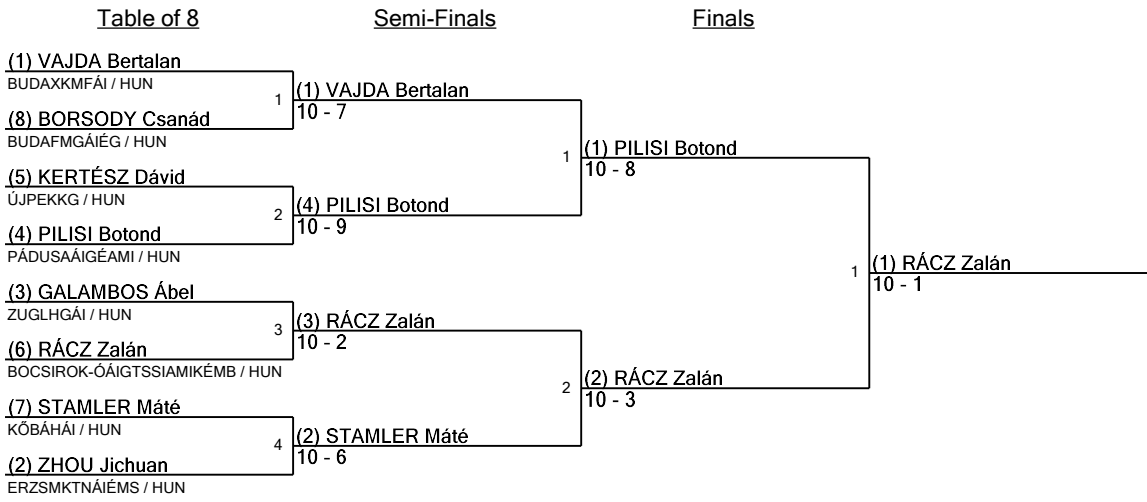 Table of 8 Semi-Finals Finals
(1) VAJDA Bertalan
BUDAXKMFÁI / HUN
1 (1) VAJDA Bertalan
10 - 7
(8) BORSODY Csanád
BUDAFMGÁIÉG / HUN
1 (1) PILISI Botond
10 - 8
(5) KERTÉSZ Dávid
ÚJPEKKG / HUN
2 (4) PILISI Botond
10 - 9
(4) PILISI Botond
PÁDUSAÁIGÉAMI / HUN
1 (1) RÁCZ Zalán
10 - 1
(3) GALAMBOS Ábel
ZUGLHGÁI / HUN
3 (3) RÁCZ Zalán
10 - 2
(6) RÁCZ Zalán
BOCSIROK-ÓÁIGTSSIAMIKÉMB / HUN
2 (2) RÁCZ Zalán
10 - 3
(7) STAMLER Máté
KŐBÁHÁI / HUN
4 (2) STAMLER Máté
10 - 6
(2) ZHOU Jichuan
ERZSMKTNÁIÉMS / HUN